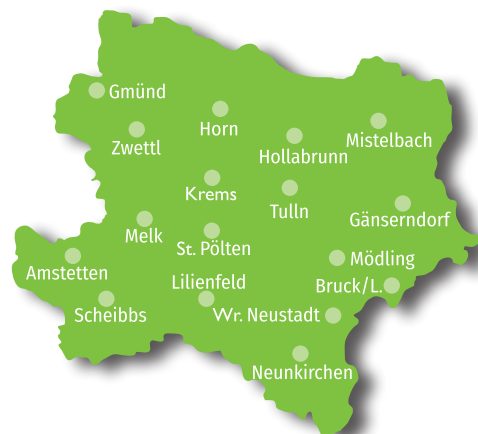 Gmünd
Horn
Mistelbach
Zwettl
Hollabrunn
Krems
Tulln
Gänserndorf
Melk
St. Pölten
Mödling
Amstetten
Lilienfeld
Bruck/L.
Scheibbs
Wr. Neustadt
Neunkirchen